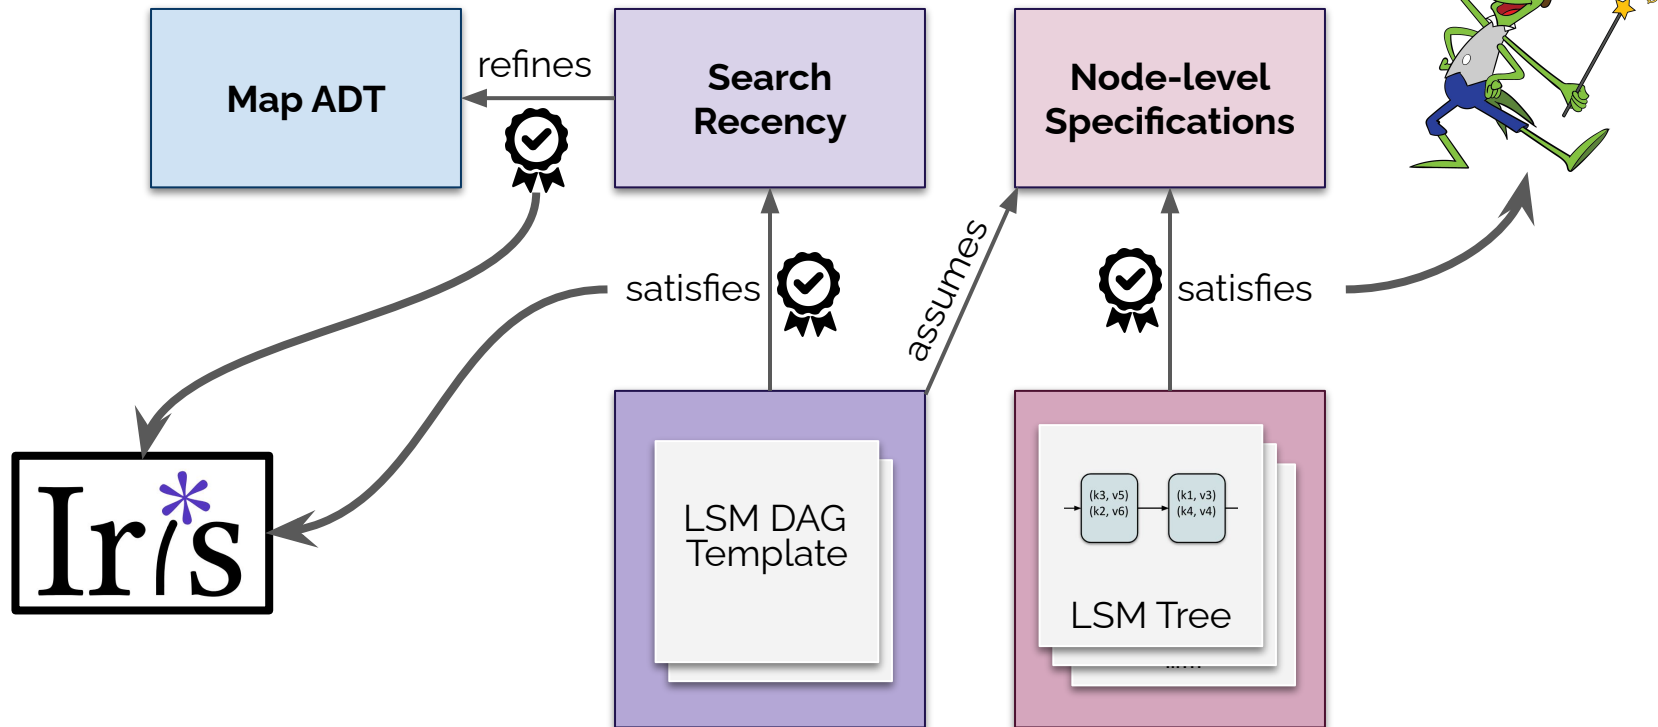 Map ADT
refines
Search
Recency
Node-level
Specifications
satisfies
assumes
satisfies
Iris
LSM DAG
Template
(k3, v5)
(k2, v6)
(k1, v3)
(k4, v4)
LSM Tree